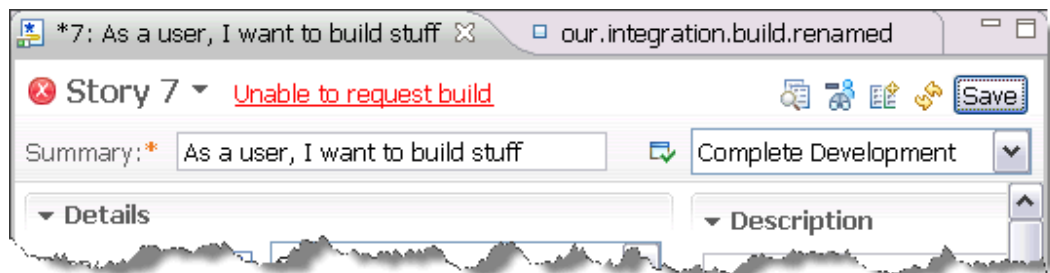 *7: As a user, I want to build stuff our.integration.build.renamed
Story 7 Unable to request build Save
Summary:* As a user, I want to build stuff Complete Development
Details Description